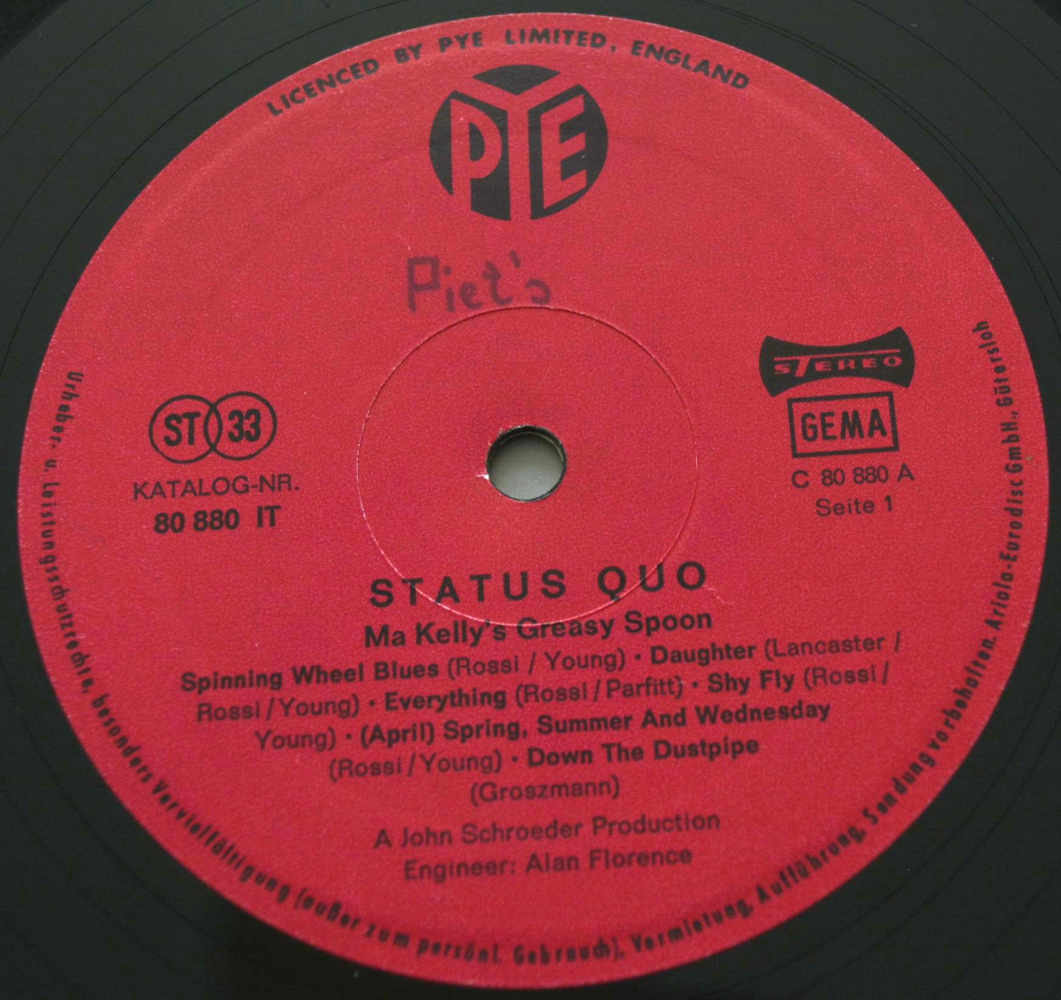 LICENCED BY PYE LIMITED, ENGLAND
PYE
Piet's
STEREO
ST 33
GEMA
KATALOG-NR.
80 880 IT
C 80 880 A
Seite 1
STATUS QUO
Ma Kelly's Greasy Spoon
Spinning Wheel Blues (Rossi / Young) · Daughter (Lancaster /
Rossi / Young) · Everything (Rossi / Parfitt) · Shy Fly (Rossi /
Young) · (April) Spring, Summer And Wednesday
(Rossi / Young) · Down The Dustpipe
(Groszmann)
A John Schroeder Production
Engineer: Alan Florence
Urheber- u. Leistungsschutzrechte, besonders Vervielfältigung (außer zum persönl. Gebrauch), Vermietung, Aufführung, Sendung vorbehalten. Ariola-Eurodisc GmbH., Gütersloh